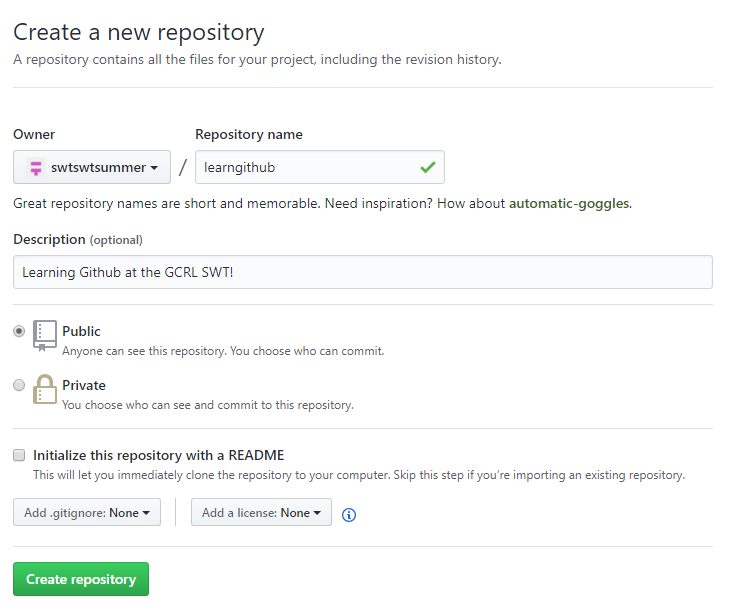 Create a new repository
A repository contains all the files for your project, including the revision history.
Owner
Repository name
swtswtsummer
/
learngithub
Great repository names are short and memorable. Need inspiration? How about automatic-goggles.
Description (optional)
Learning Github at the GCRL SWT!
Public
Anyone can see this repository. You choose who can commit.
Private
You choose who can see and commit to this repository.
Initialize this repository with a README
This will let you immediately clone the repository to your computer. Skip this step if you’re importing an existing repository.
Add .gitignore: None
Add a license: None
Create repository